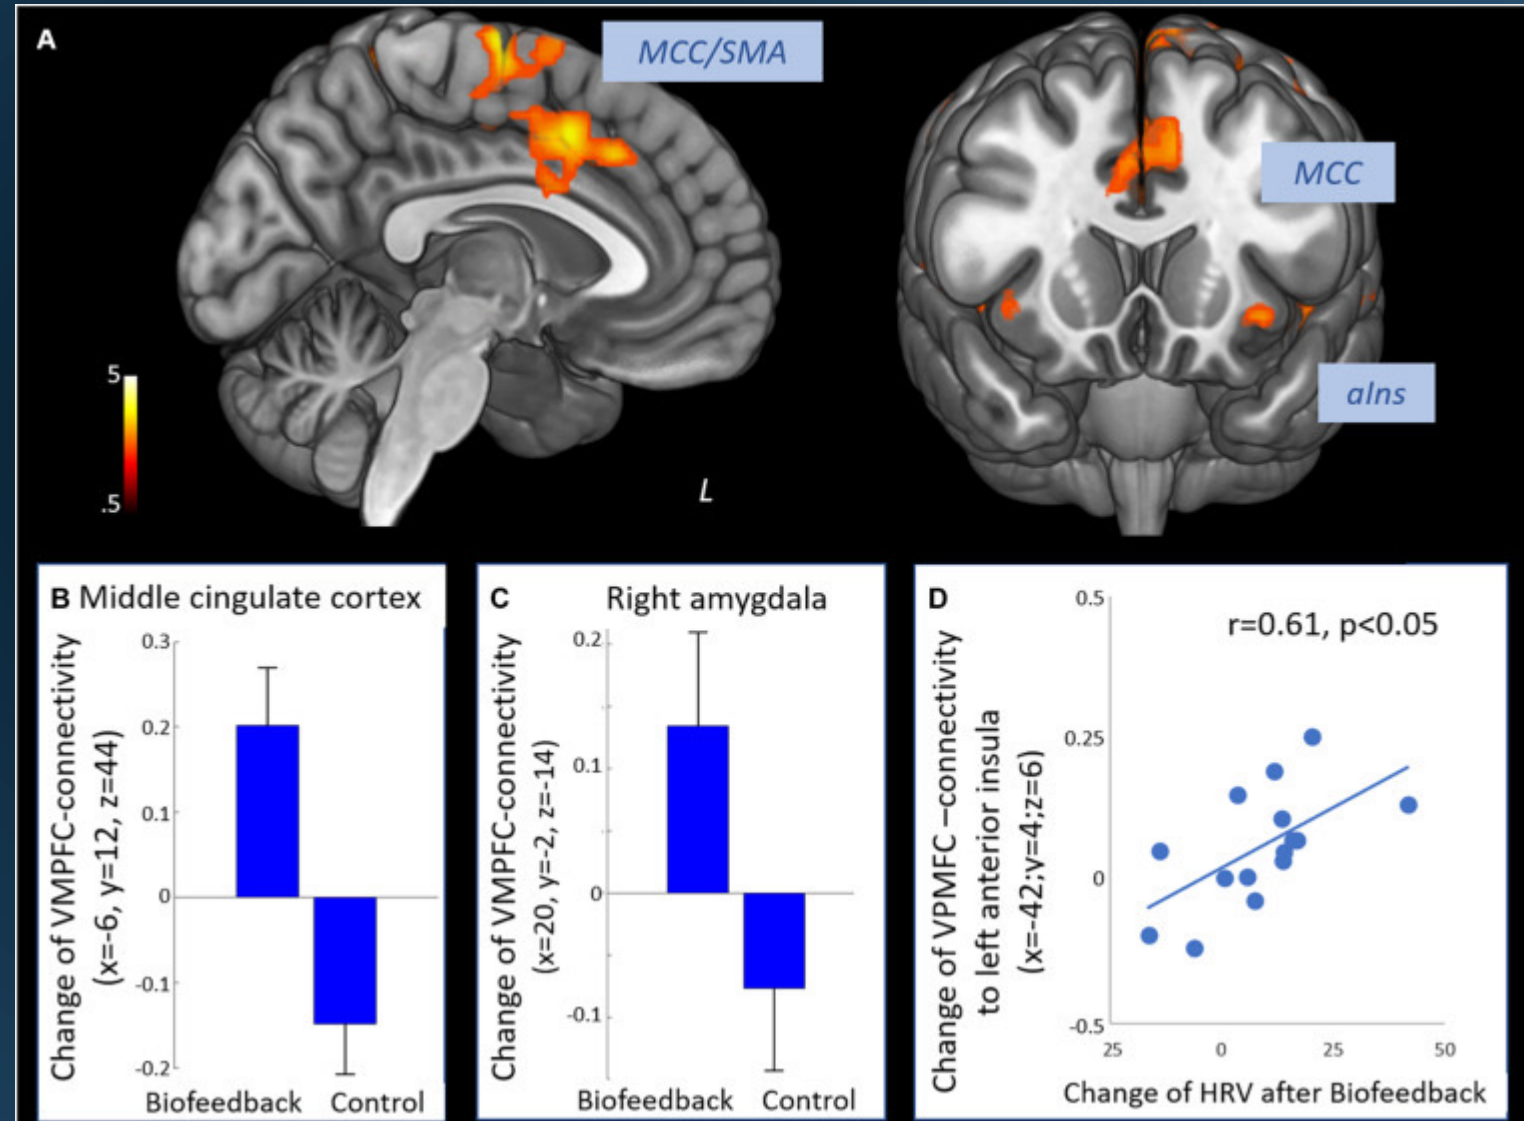 A
MCC/SMA
MCC
aIns
5
.5
L
B Middle cingulate cortex
Change of VMPFC-connectivity
(x=-6, y=12, z=44)
0.3
0.2
0.1
0
-0.1
-0.2
Biofeedback Control
C Right amygdala
Change of VMPFC-connectivity
(x=20, y=-2, z=-14)
0.2
0.1
0
-0.1
Biofeedback Control
D
r=0.61, p<0.05
Change of VPMFC –connectivity
to left anterior insula
(x=-42;y=4;z=6)
0.5
0.25
0
-0.5
25 0 25 50
Change of HRV after Biofeedback